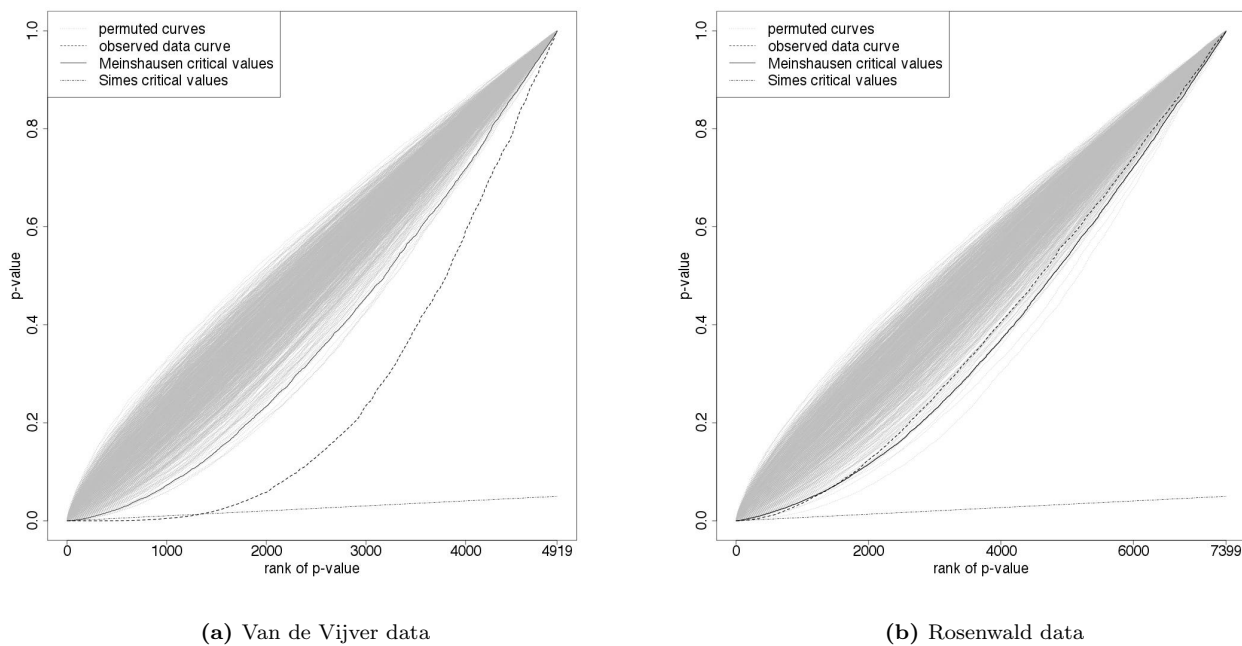 permuted curves
observed data curve
Meinshausen critical values
Simes critical values
1.0
0.8
0.6
0.4
0.2
0.0
p-value
0 1000 2000 3000 4000 4919
rank of p-value
(a) Van de Vijver data
permuted curves
observed data curve
Meinshausen critical values
Simes critical values
1.0
0.8
0.6
0.4
0.2
0.0
p-value
0 2000 4000 6000 7399
rank of p-value
(b) Rosenwald data